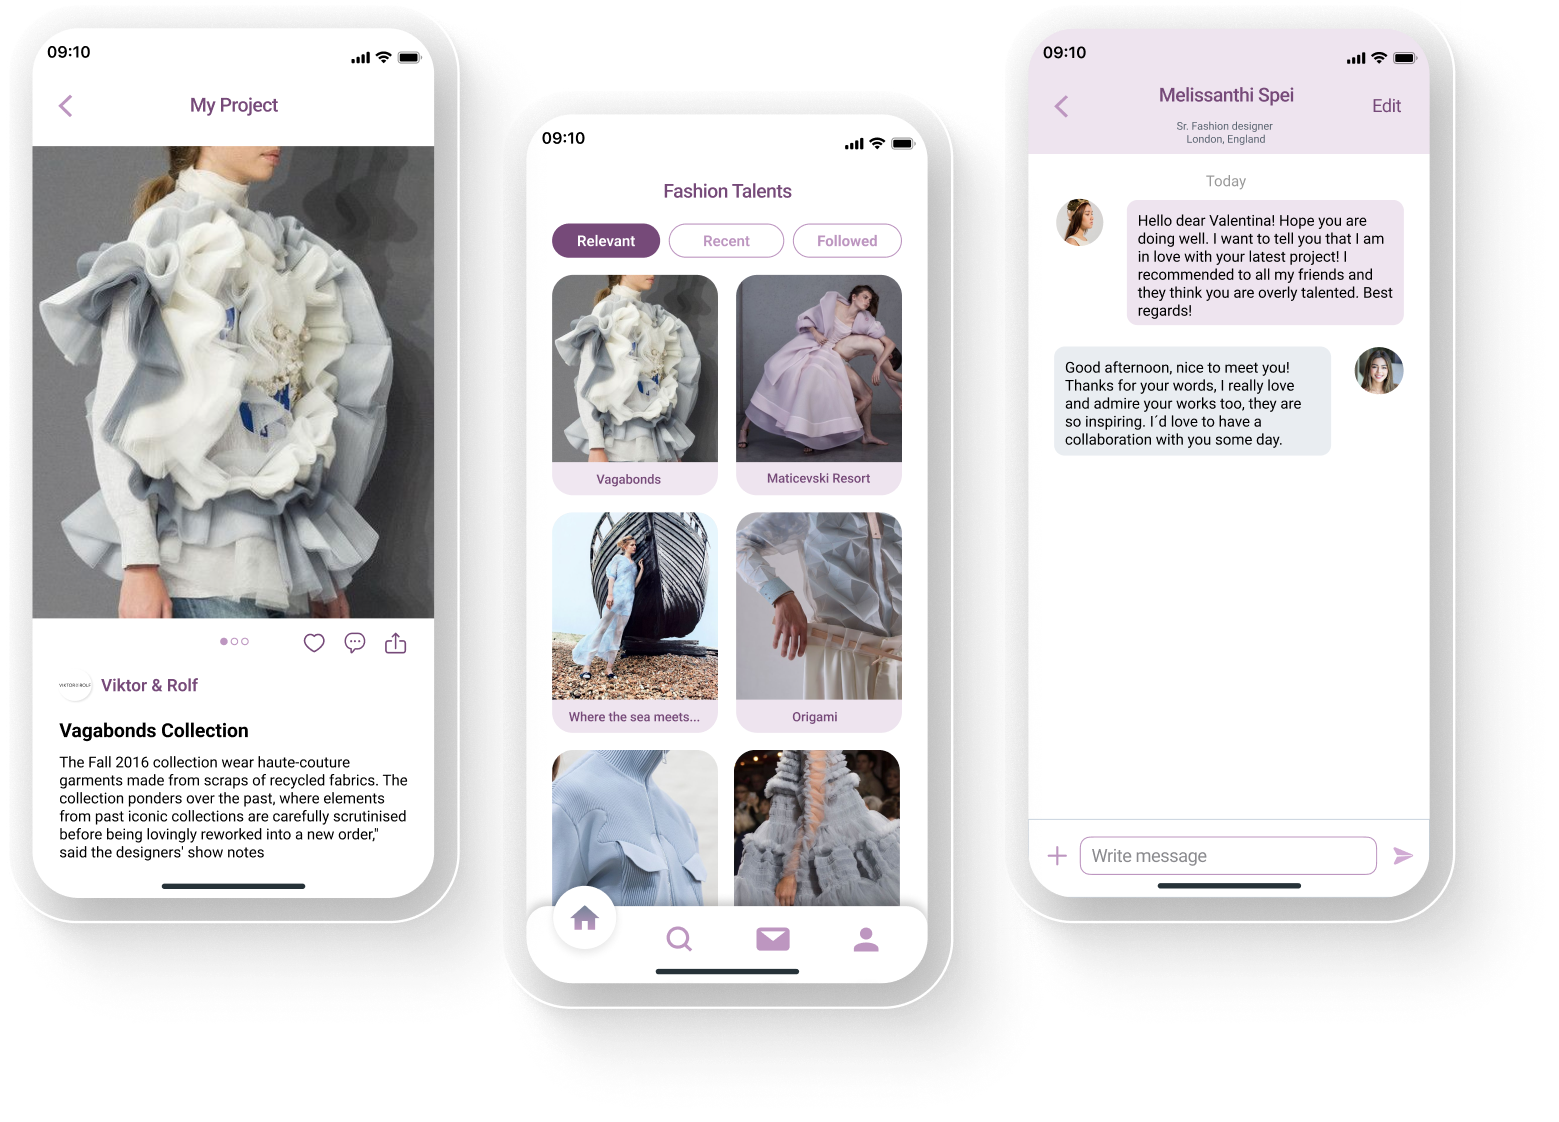 09:10
My Project
VIKTOR&ROLF
Viktor & Rolf
Vagabonds Collection
The Fall 2016 collection wear haute-couture
garments made from scraps of recycled fabrics. The
collection ponders over the past, where elements
from past iconic collections are carefully scrutinised
before being lovingly reworked into a new order,"
said the designers' show notes
09:10
Fashion Talents
Relevant
Recent
Followed
Vagabonds
Maticevski Resort
Where the sea meets...
Origami
09:10
Melissanthi Spei
Edit
Sr. Fashion designer
London, England
Today
Hello dear Valentina! Hope you are
doing well. I want to tell you that I am
in love with your latest project! I
recommended to all my friends and
they think you are overly talented. Best
regards!
Good afternoon, nice to meet you!
Thanks for your words, I really love
and admire your works too, they are
so inspiring. I´d love to have a
collaboration with you some day.
Write message